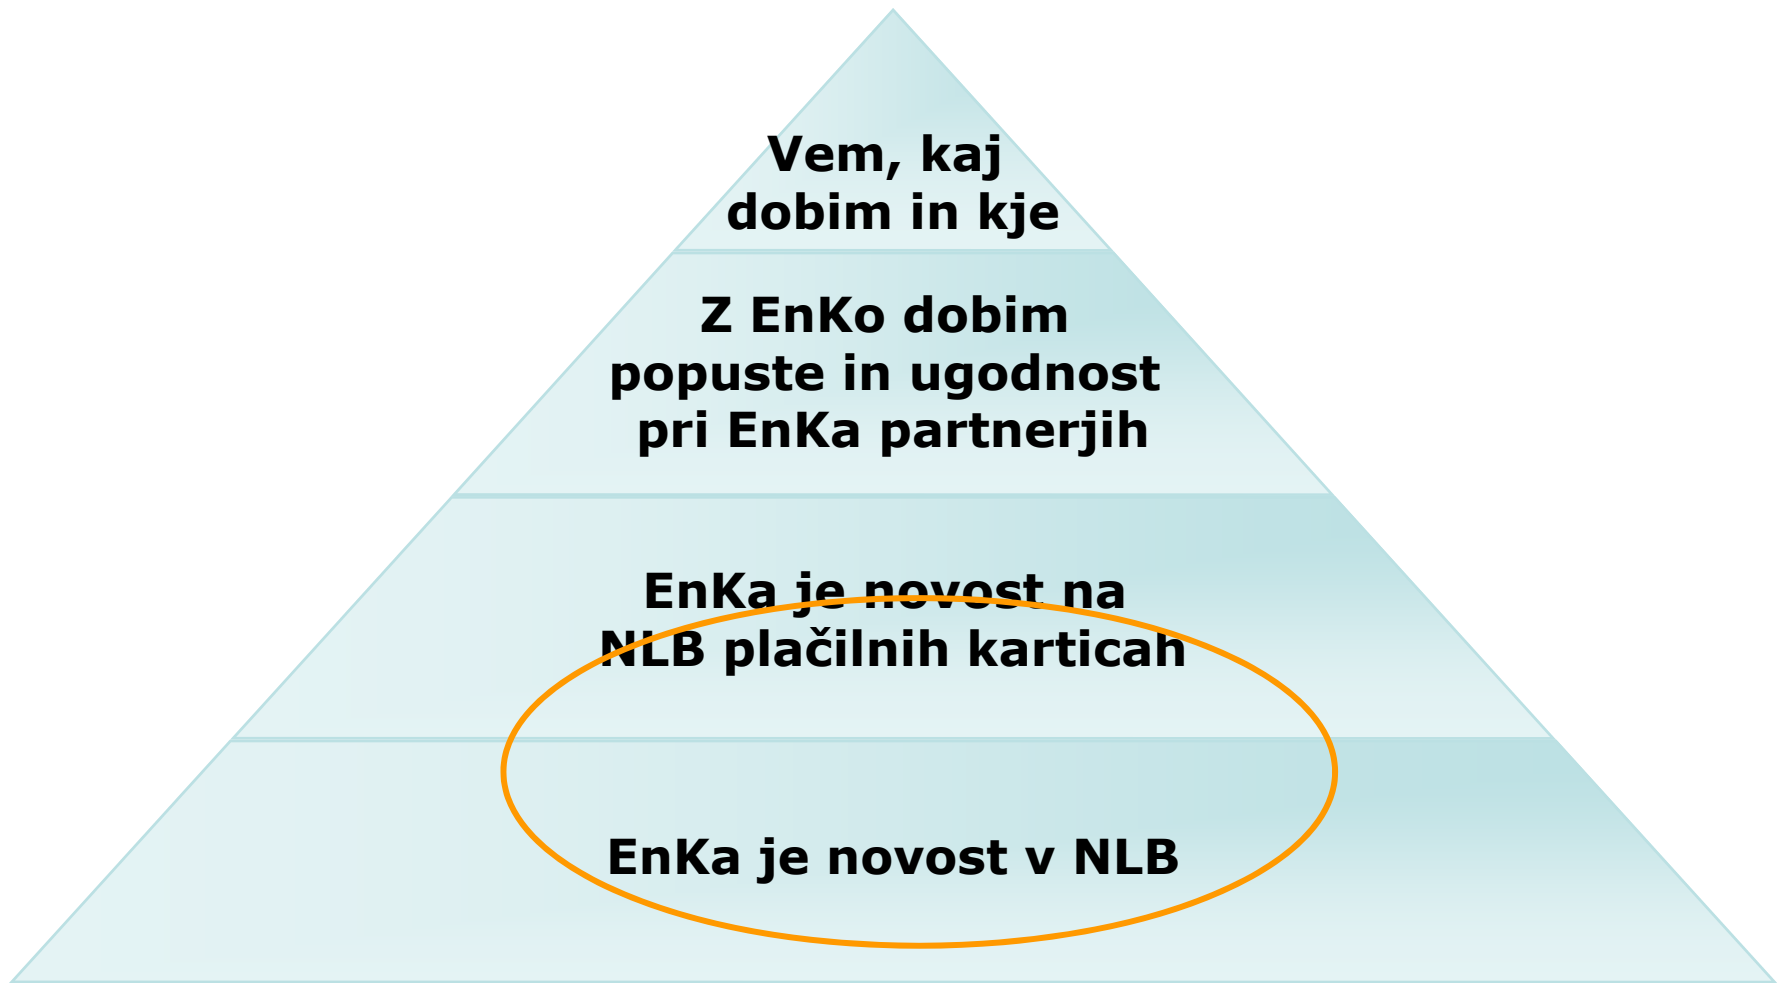 Vem, kaj
dobim in kje
Z EnKo dobim
popuste in ugodnost
pri EnKa partnerjih
EnKa je novost na
NLB plačilnih karticah
EnKa je novost v NLB